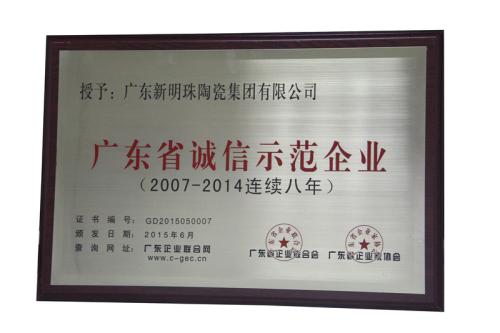 授予：广东新明珠陶瓷集团有限公司
广东省诚信示范企业
（2007-2014连续八年）
证书编号：GD2015050007
颁发日期：2015年6月
查询网址：广东企业联合网
www.c-gec.cn
广东省企业联合会 广东省企业家协会